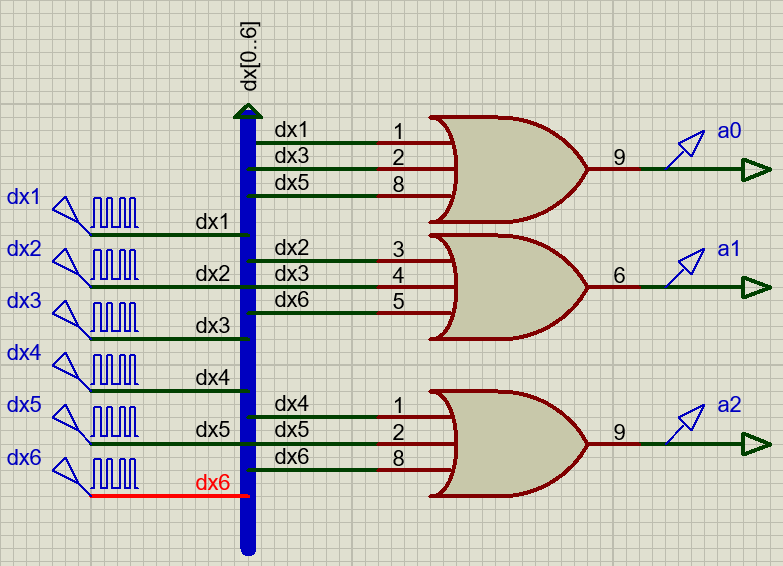 dx[0..6]
dx1 1
dx3 2 9 a0
dx5 8
dx1 dx1
dx2 3
dx2 dx2 dx3 4 6 a1
dx6 5
dx3 dx3
dx4 dx4
dx4 1
dx5 dx5 dx5 2 9 a2
dx6 8
dx6 dx6